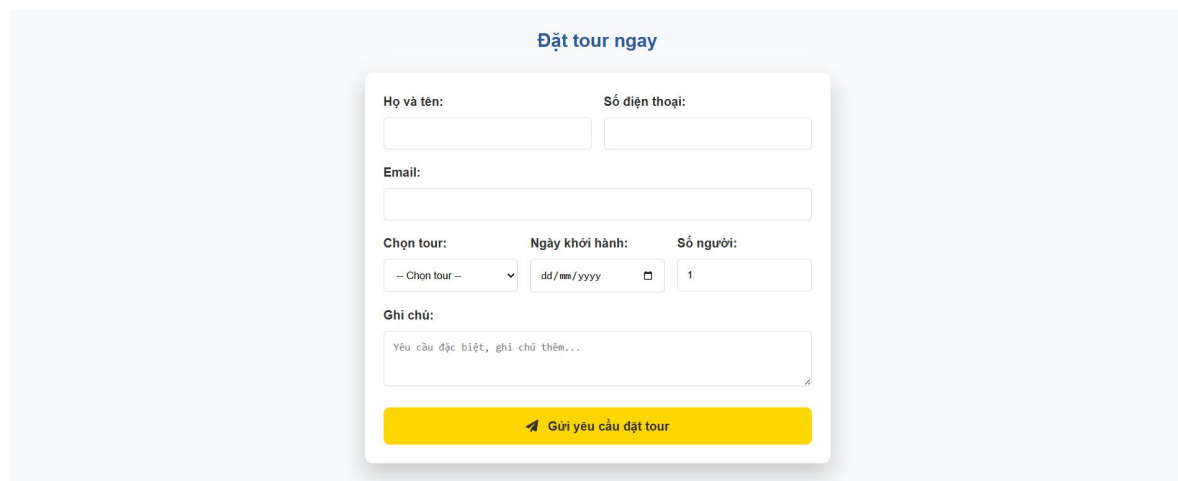 Đặt tour ngay
Họ và tên: Số điện thoại:
Email:
Chọn tour: Ngày khởi hành: Số người:
-- Chọn tour -- dd/mm/yyyy 1
Ghi chú:
Yêu cầu đặc biệt, ghi chú thêm...
Gửi yêu cầu đặt tour